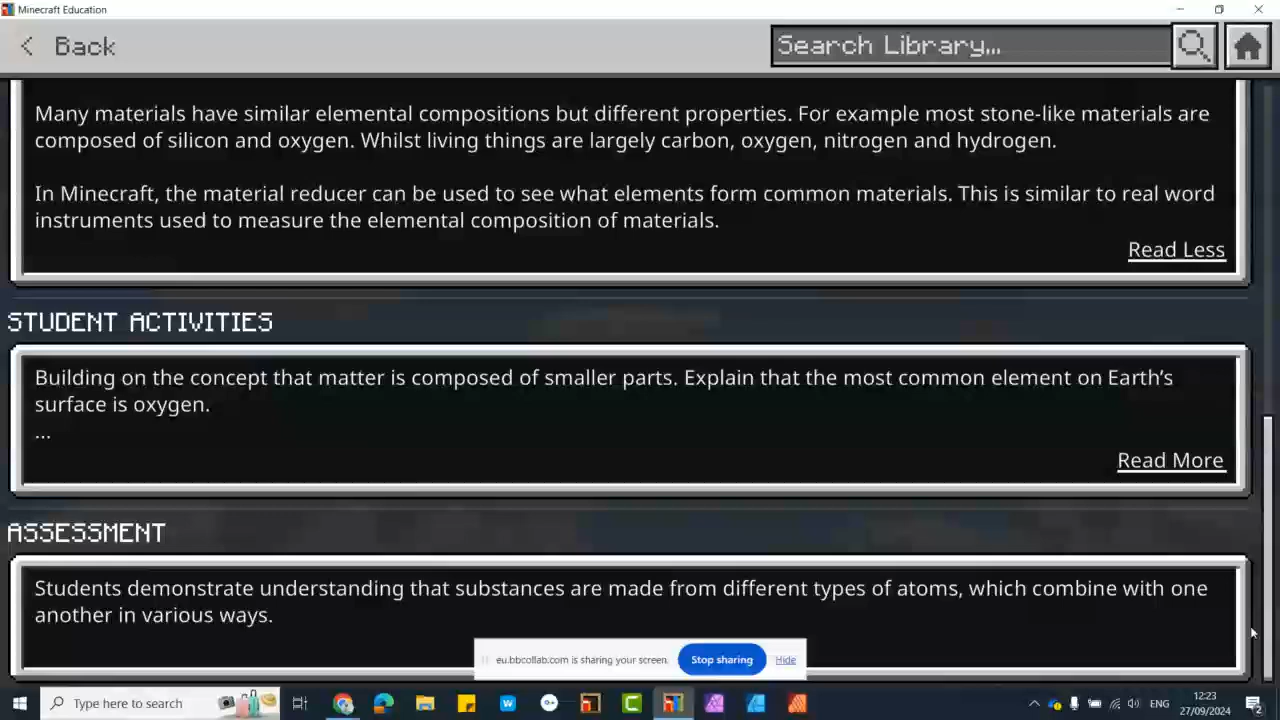 Minecraft Education
Back
Search Library...
Many materials have similar elemental compositions but different properties. For example most stone-like materials are
composed of silicon and oxygen. Whilst living things are largely carbon, oxygen, nitrogen and hydrogen.
In Minecraft, the material reducer can be used to see what elements form common materials. This is similar to real word
instruments used to measure the elemental composition of materials.
Read Less
STUDENT ACTIVITIES
Building on the concept that matter is composed of smaller parts. Explain that the most common element on Earth’s
surface is oxygen.
...
Read More
ASSESSMENT
Students demonstrate understanding that substances are made from different types of atoms, which combine with one
another in various ways.
eu.bbcollab.com is sharing your screen.
Stop sharing
Hide
Type here to search
ENG
12:23
27/09/2024
2